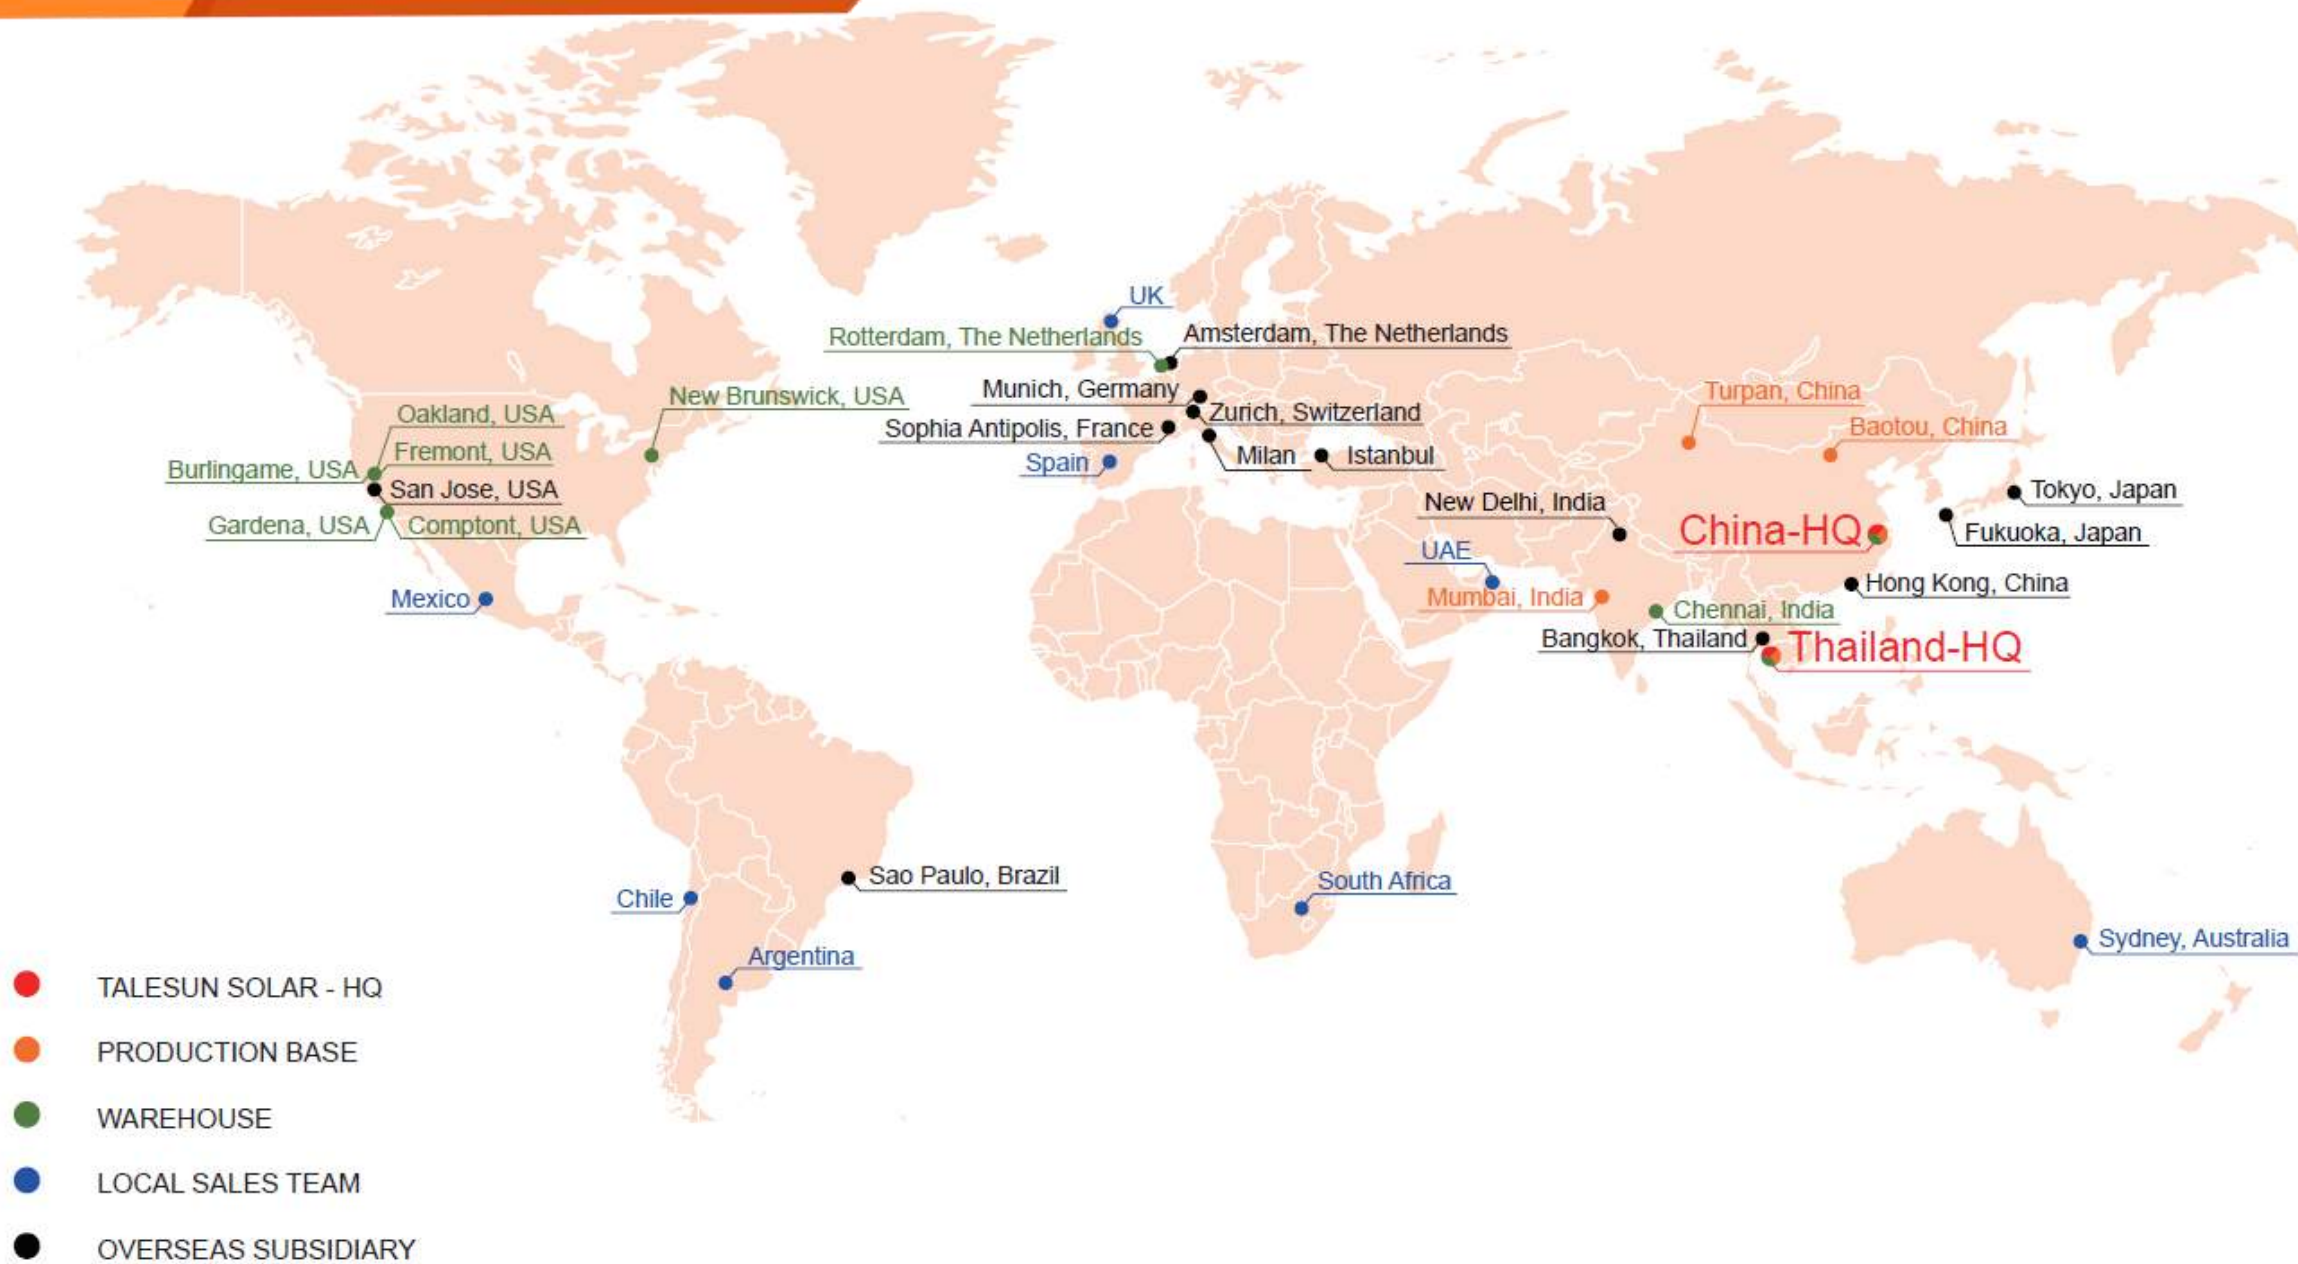 UK
Rotterdam, The Netherlands
Amsterdam, The Netherlands
Munich, Germany
New Brunswick, USA
Turpan, China
Oakland, USA
Zurich, Switzerland
Sophia Antipolis, France
Baotou, China
Fremont, USA
Milan
Istanbul
Spain
Burlingame, USA
San Jose, USA
Tokyo, Japan
New Delhi, India
Gardena, USA
Comptont, USA
China-HQ
Fukuoka, Japan
UAE
Hong Kong, China
Mexico
Mumbai, India
Chennai, India
Bangkok, Thailand
Thailand-HQ
Sao Paulo, Brazil
South Africa
Chile
Sydney, Australia
Argentina
TALESUN SOLAR - HQ
PRODUCTION BASE
WAREHOUSE
LOCAL SALES TEAM
OVERSEAS SUBSIDIARY